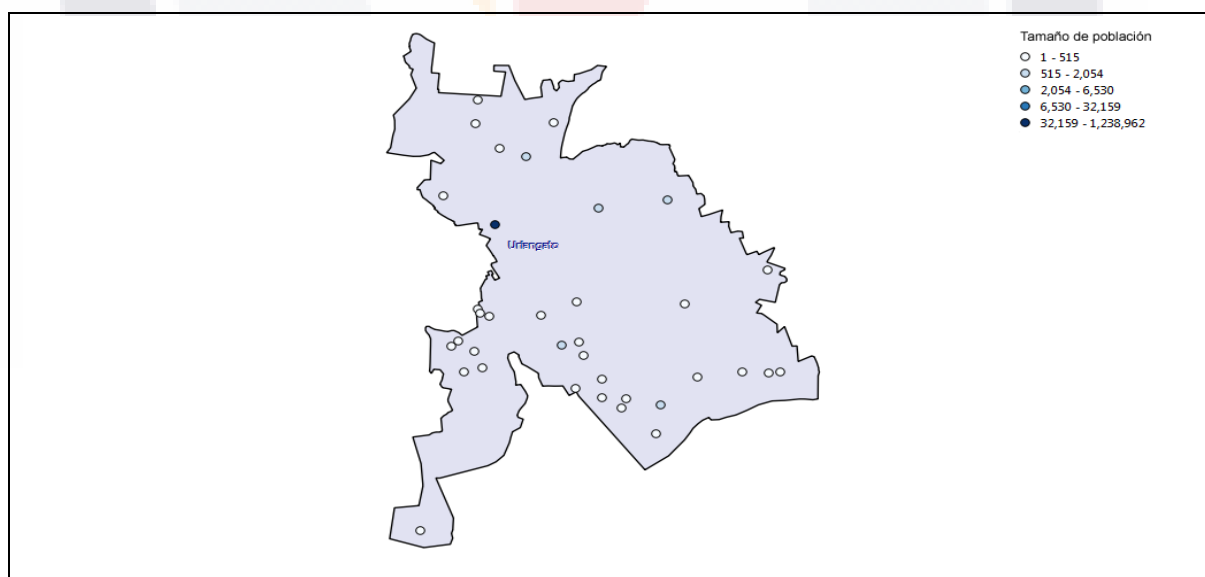 Tamaño de población
1 - 515
515 - 2,054
2,054 - 6,530
6,530 - 32,159
32,159 - 1,238,962
Uriangato